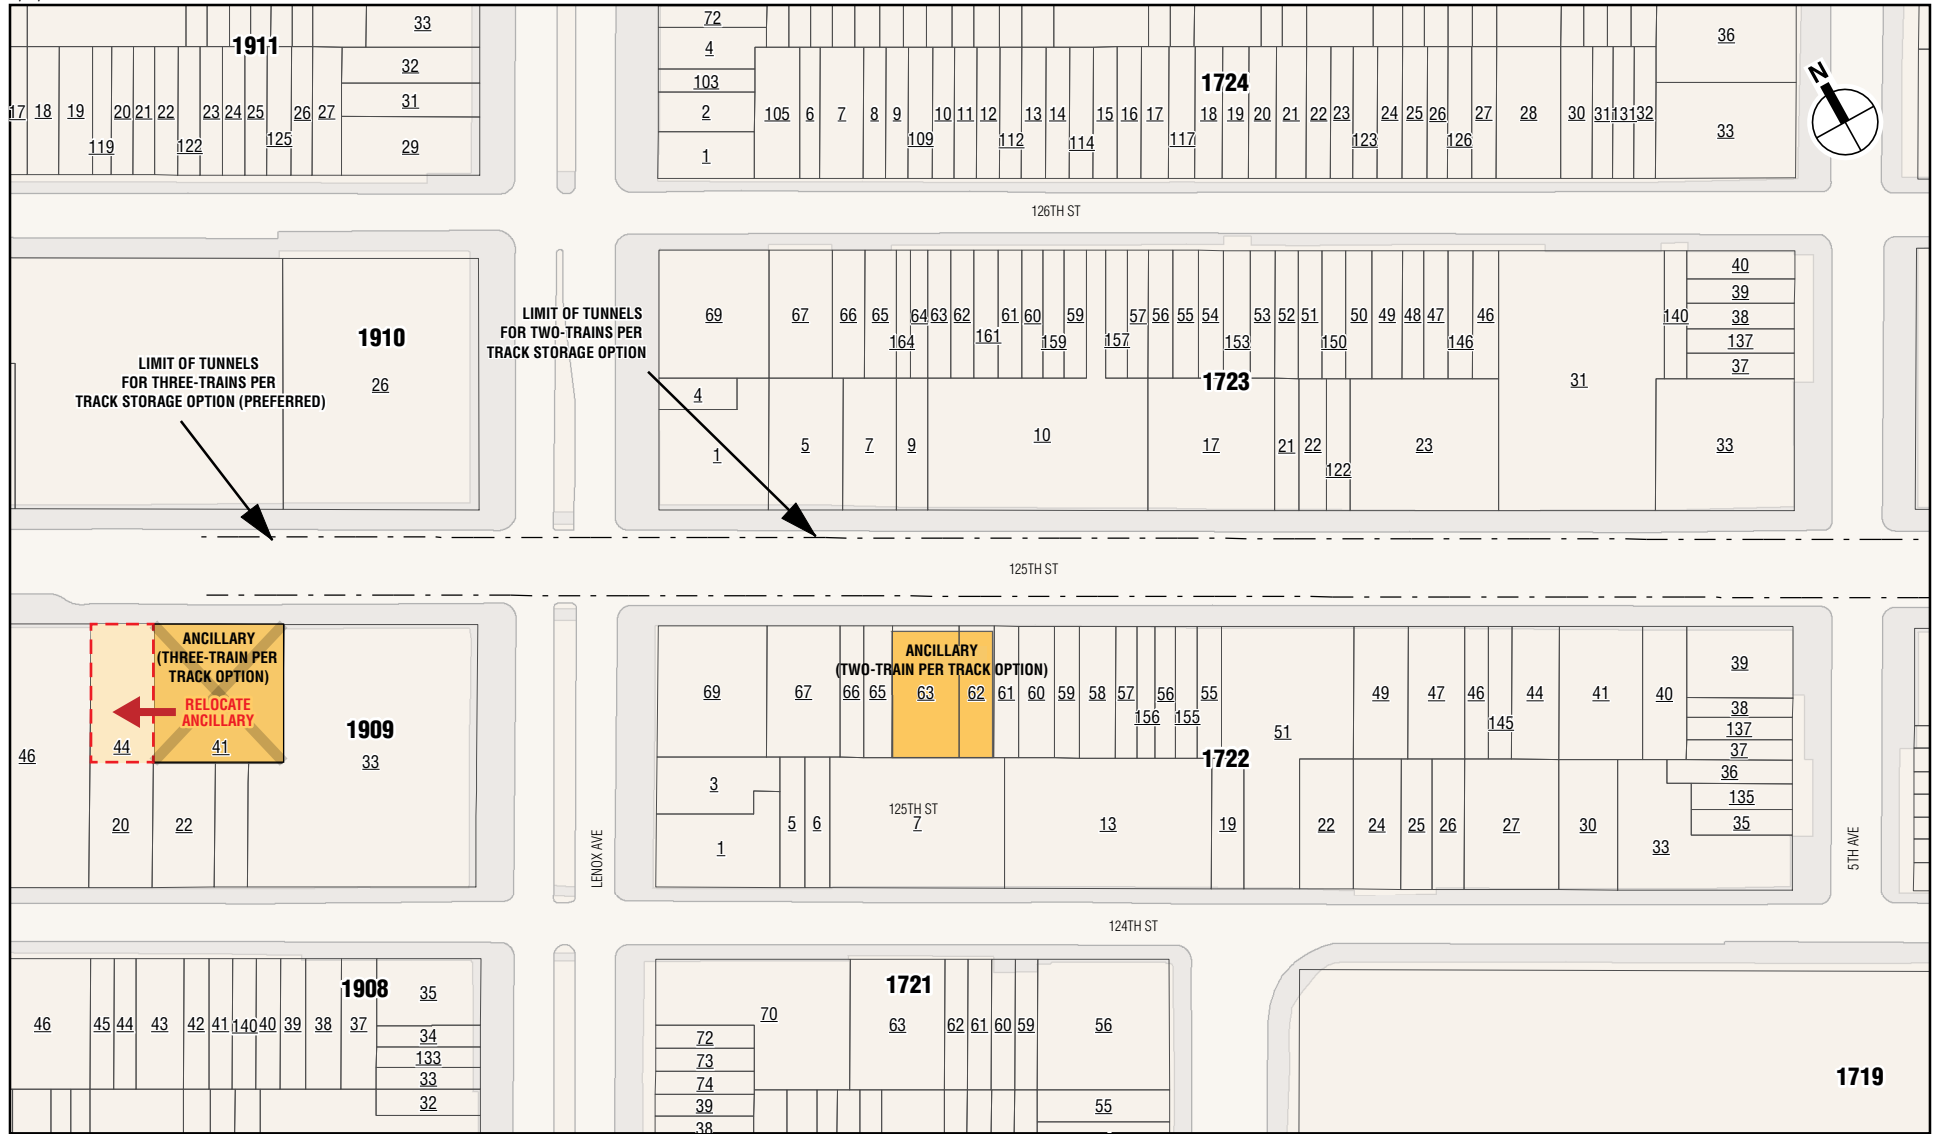 33
72
36
1911
4
32
1724
N
103
31
17 18 19 20 21 22 23 24 25 26 27
2
105 6 7 8 9 10 11 12 13 14 15 16 17 18 19 20 21 22 23 24 25 26 27 28 30 31 131 32
33
119 122 125
29
1
109 112 114 117 123 126
126TH ST
40
39
LIMIT OF TUNNELS
FOR TWO-TRAINS PER
TRACK STORAGE OPTION
69 67 66 65 64 63 62 61 60 59 57 56 55 54 53 52 51 50 49 48 47 46
140
38
1910
164 161 159 157 153 150 146
137
LIMIT OF TUNNELS
FOR THREE-TRAINS PER
TRACK STORAGE OPTION (PREFERRED)
37
26
1723
31
4
10
1 5 7 9 17 21 22 23 33
122
125TH ST
ANCILLARY
(THREE-TRAIN PER
TRACK OPTION)
RELOCATE
ANCILLARY
ANCILLARY
(TWO-TRAIN PER TRACK OPTION)
39
69 67 66 65 63 62 61 60 59 58 57 56 55 49 47 46 44 41 40
38
156 155 145
1909
51
137
46 44 41
33
1722
37
36
3
125TH ST
135
20 22
5 6 7 13 19 22 24 25 26 27 30
35
1
33
LENOX AVE
5TH AVE
124TH ST
1908
35
1721
46 45 44 43 42 41 140 40 39 38 37
70
63 62 61 60 59 56
34
72
133
73
33
74
1719
32
39
55
38